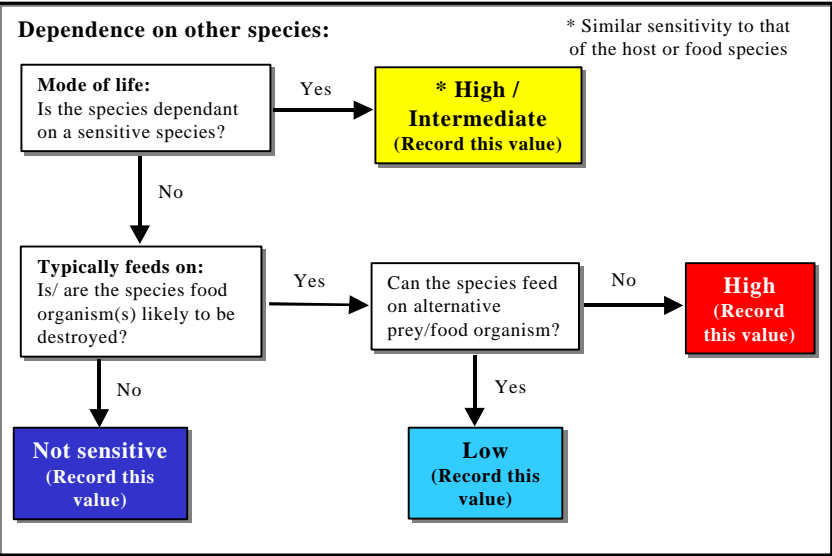 Dependence on other species:
* Similar sensitivity to that
of the host or food species
Mode of life:
Is the species dependant
on a sensitive species?
Yes
* High /
Intermediate
(Record this value)
No
Typically feeds on:
Is/ are the species food
organism(s) likely to be
destroyed?
Yes
Can the species feed
on alternative
prey/food organism?
No
High
(Record
this value)
No
Yes
Not sensitive
(Record this
value)
Low
(Record this
value)